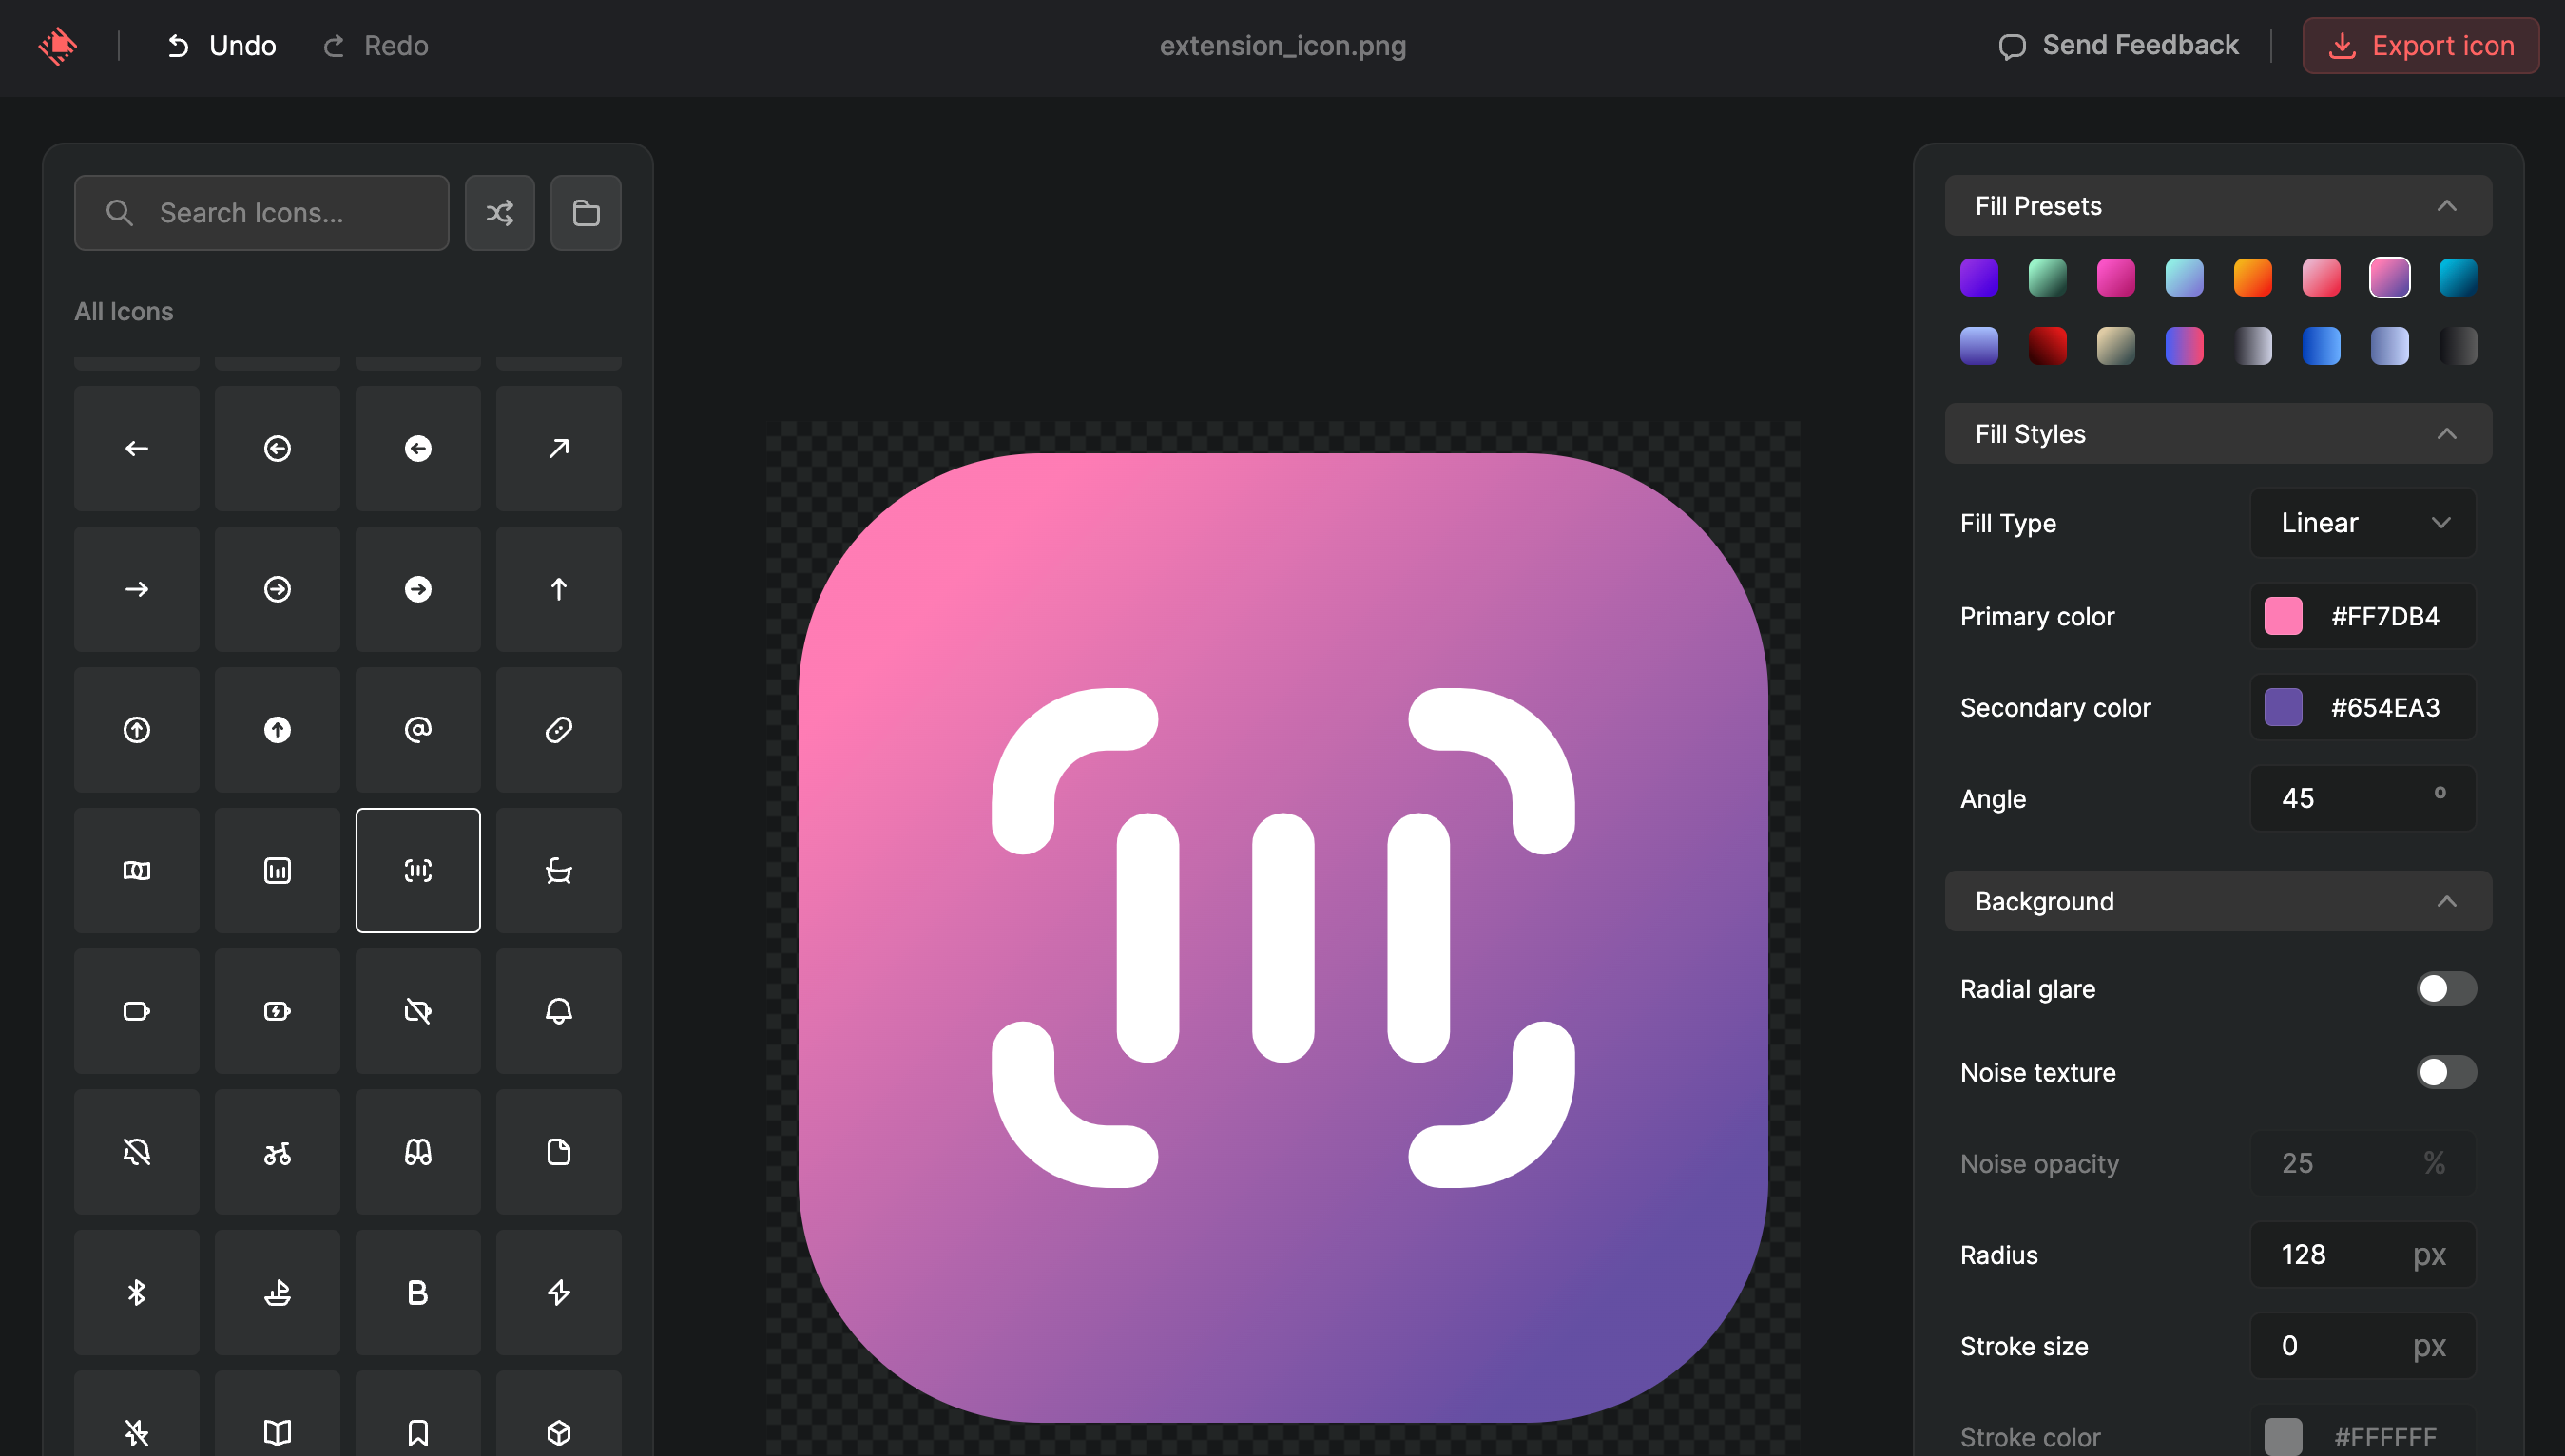 Undo
Redo
extension_icon.png
Send Feedback
Export icon
Search Icons...
All Icons
Fill Presets
Fill Styles
Fill Type
Linear
Primary color
#FF7DB4
Secondary color
#654EA3
Angle
45 °
Background
Radial glare
Noise texture
Noise opacity
25 %
Radius
128 px
Stroke size
0 px
Stroke color
#FFFFFF